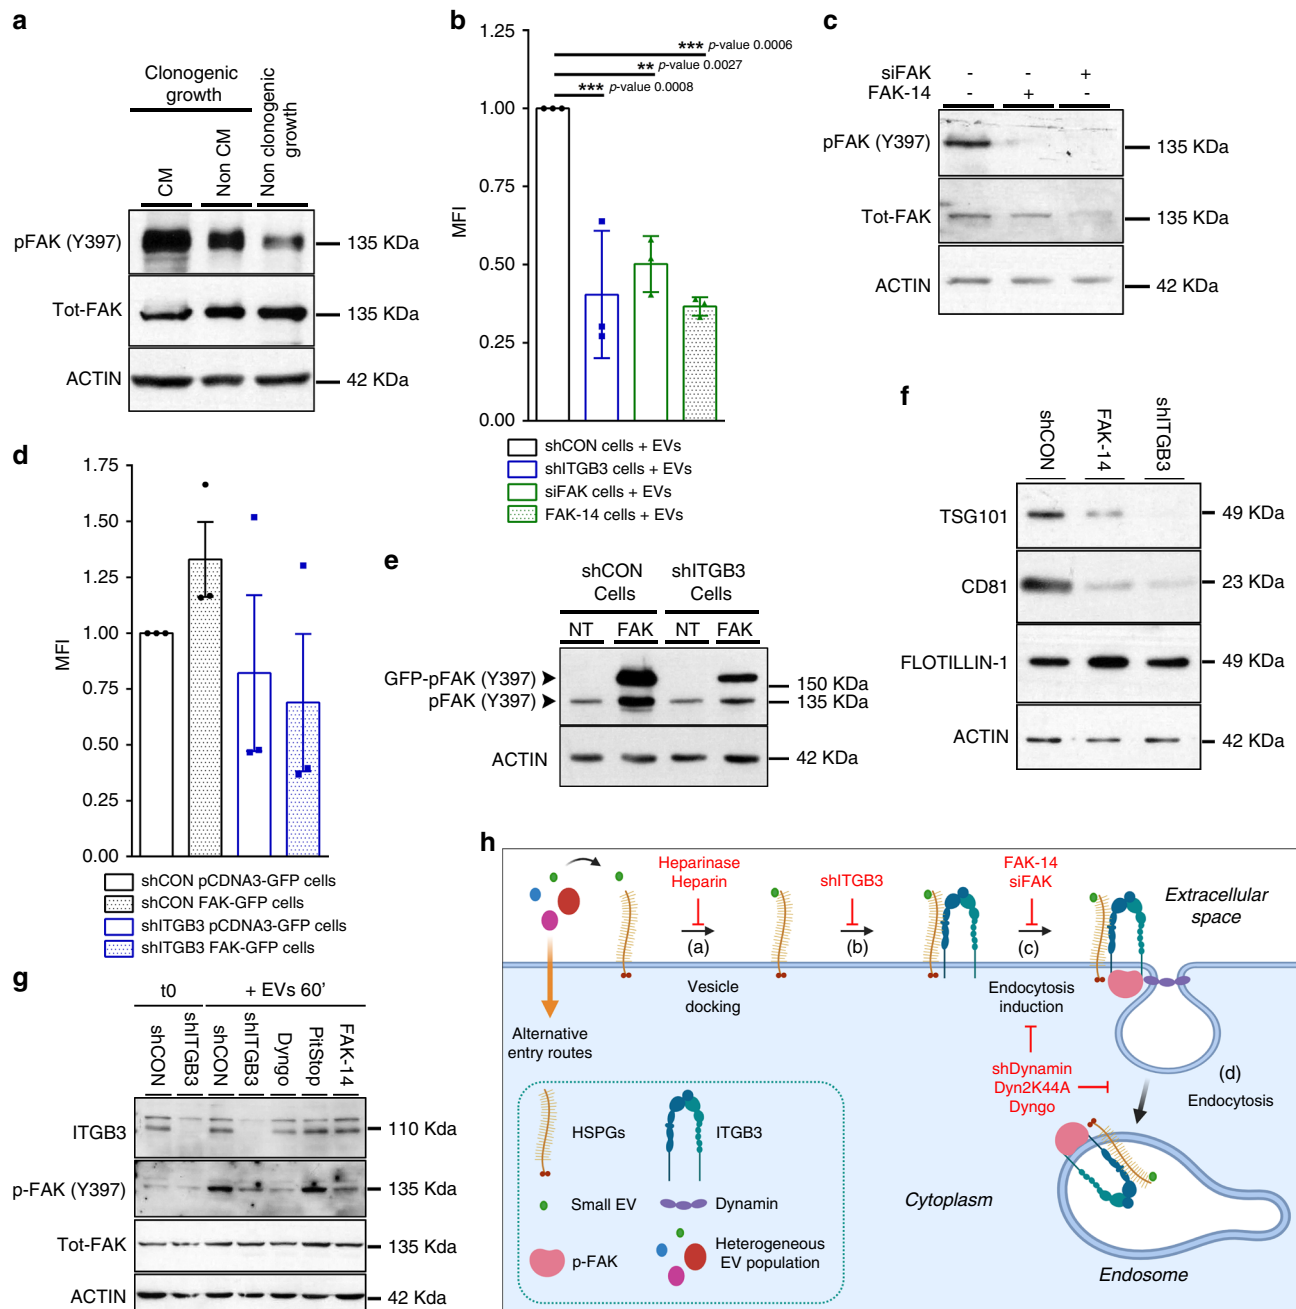 a
Clonogenic
growth
CM
Non CM
Non clonogenic
growth
pFAK (Y397)
135 KDa
Tot-FAK
135 KDa
ACTIN
42 KDa
b
MFI
1.25
1.00
0.75
0.50
0.25
0.00
*** p-value 0.0006
** p-value 0.0027
*** p-value 0.0008
shCON cells + EVs
shITGB3 cells + EVs
siFAK cells + EVs
FAK-14 cells + EVs
c
siFAK - - +
FAK-14 - + -
pFAK (Y397)
135 KDa
Tot-FAK
135 KDa
ACTIN
42 KDa
d
MFI
1.75
1.50
1.25
1.00
0.75
0.50
0.25
0.00
shCON pCDNA3-GFP cells
shCON FAK-GFP cells
shITGB3 pCDNA3-GFP cells
shITGB3 FAK-GFP cells
e
shCON
Cells
shITGB3
Cells
NT FAK NT FAK
GFP-pFAK (Y397)
150 KDa
pFAK (Y397)
135 KDa
ACTIN
42 KDa
f
shCON
FAK-14
shITGB3
TSG101
49 KDa
CD81
23 KDa
FLOTILLIN-1
49 KDa
ACTIN
42 KDa
g
t0
+ EVs 60'
shCON
shITGB3
shCON
shITGB3
Dyngo
PitStop
FAK-14
ITGB3
110 Kda
p-FAK (Y397)
135 Kda
Tot-FAK
135 Kda
ACTIN
42 KDa
h
Heparinase
Heparin
shITGB3
FAK-14
siFAK
Extracellular
space
(a)
(b)
(c)
Vesicle
docking
Endocytosis
induction
Alternative
entry routes
shDynamin
Dyn2K44A
Dyngo
(d)
Endocytosis
HSPGs
ITGB3
Small EV
Dynamin
p-FAK
Heterogeneous
EV population
Cytoplasm
Endosome